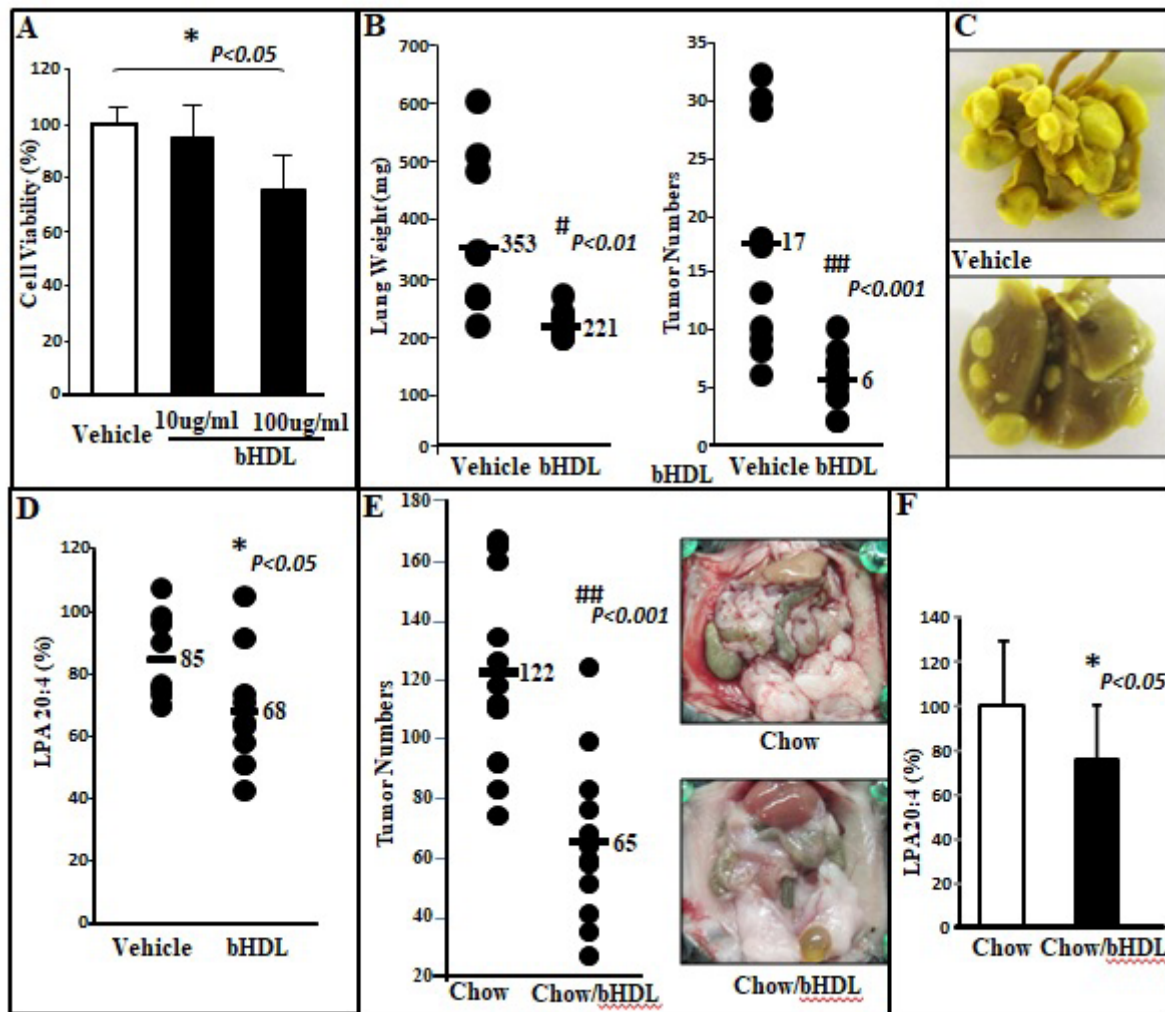 A
*
P<0.05
120
100
80
60
40
20
0
Cell Viability (%)
Vehicle
10ug/ml
100ug/ml
bHDL
B
700
600
500
400
300
200
100
0
Lung Weight (mg)
353
#
P<0.01
221
Vehicle bHDL
35
30
25
20
15
10
5
0
Tumor Numbers
17
##
P<0.001
6
Vehicle bHDL
bHDL
C
Vehicle
D
120
100
80
60
40
20
0
LPA 20:4 (%)
85
*
P<0.05
68
Vehicle bHDL
E
180
160
140
120
100
80
60
40
20
Tumor Numbers
122
##
P<0.001
65
Chow Chow/bHDL
Chow
Chow/bHDL
F
140
120
100
80
60
40
20
0
LPA20:4 (%)
*
P<0.05
Chow Chow/bHDL